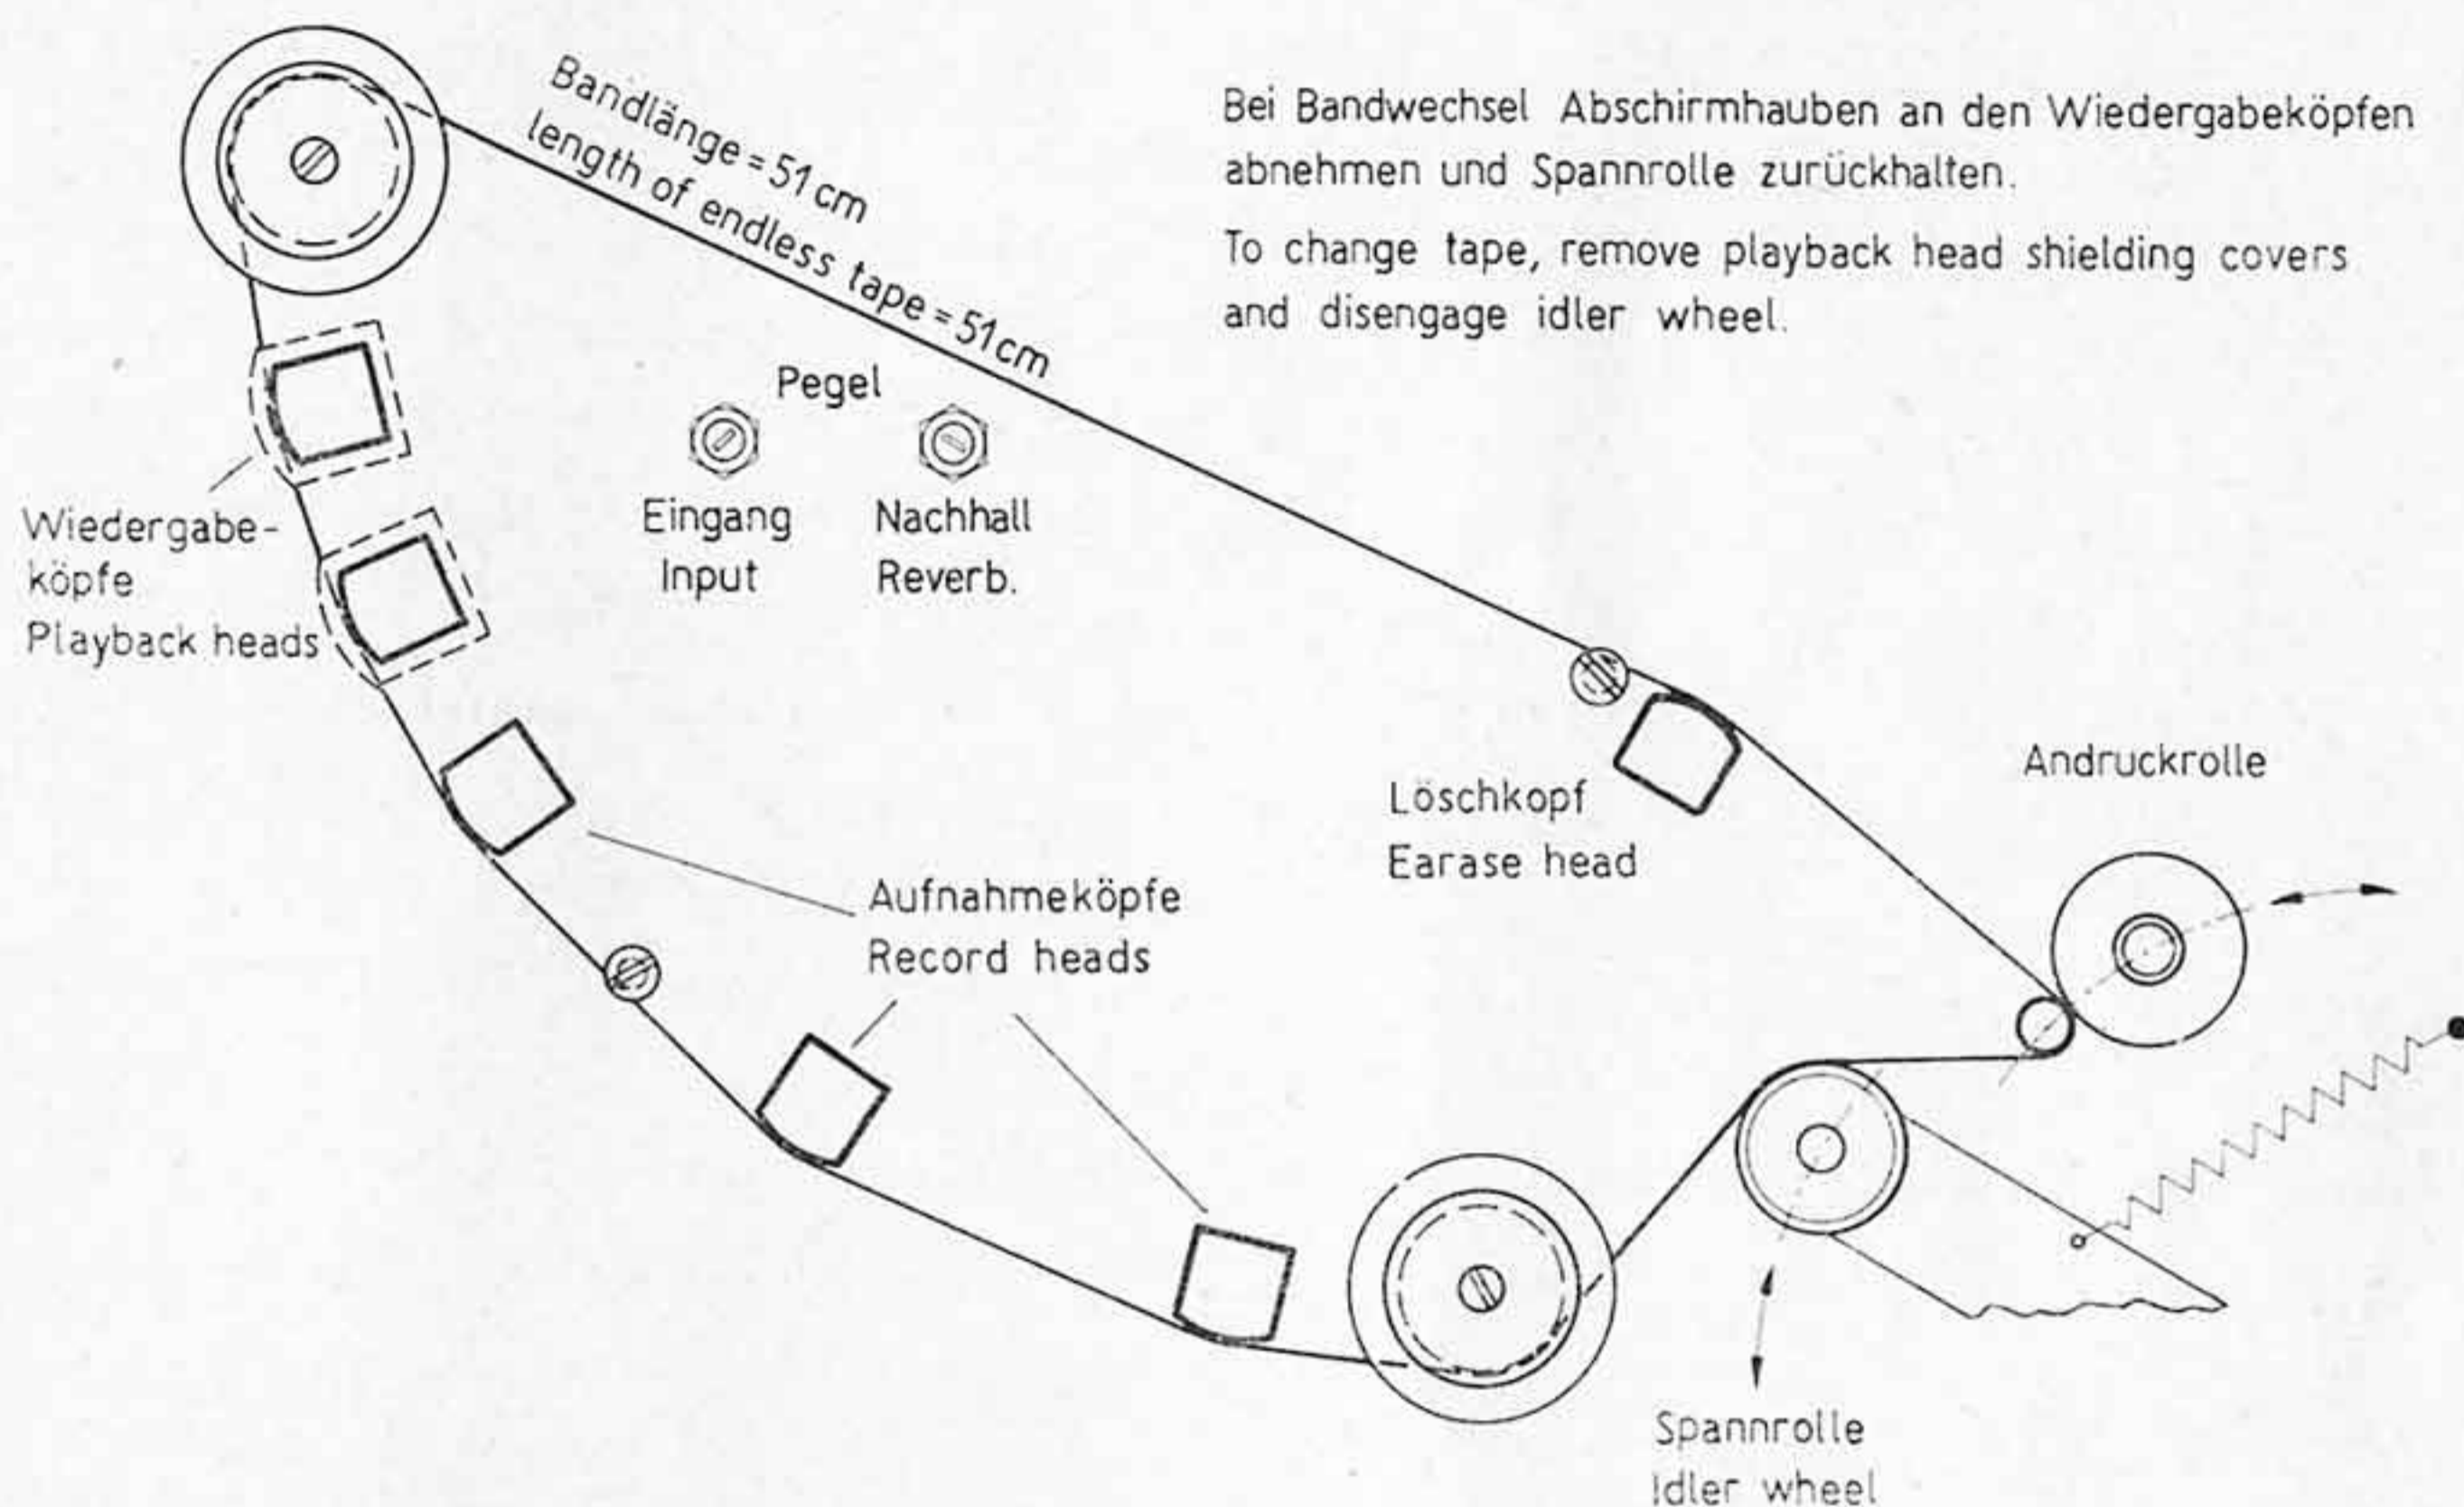 Bandlänge = 51 cm
length of endless tape = 51cm
Bei Bandwechsel Abschirmhauben an den Wiedergabeköpfen
abnehmen und Spannrolle zurückhalten.
To change tape, remove playback head shielding covers
and disengage idler wheel.
Pegel
Eingang
Input
Nachhall
Reverb.
Wiedergabe-
köpfe
Playback heads
Löschkopf
Earase head
Andruckrolle
Aufnahmeköpfe
Record heads
Spannrolle
Idler wheel